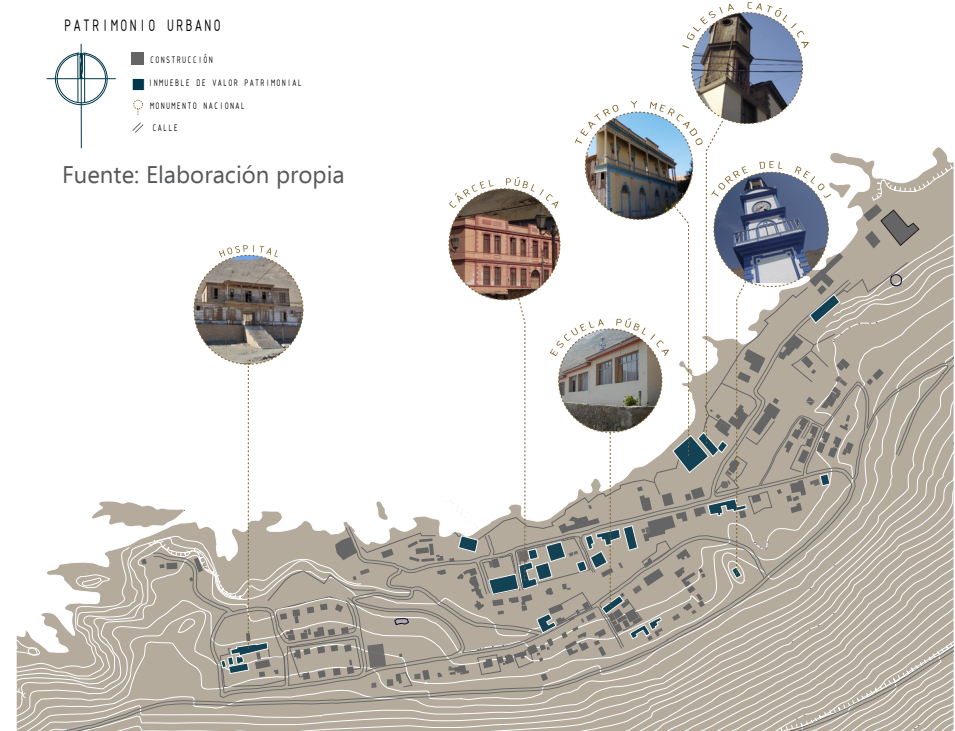 PATRIMONIO URBANO
CONSTRUCCIÓN
INMUEBLE DE VALOR PATRIMONIAL
MONUMENTO NACIONAL
CALLE
Fuente: Elaboración propia
IGLESIA CATÓLICA
TEATRO Y MERCADO
TORRE DEL RELOJ
CÁRCEL PÚBLICA
HOSPITAL
ESCUELA PÚBLICA